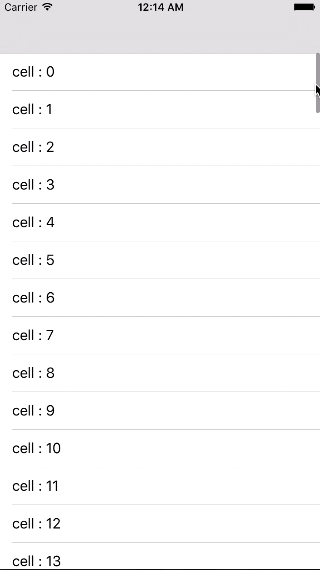 Carrier 12:14 AM
cell : 0
cell : 1
cell : 2
cell : 3
cell : 4
cell : 5
cell : 6
cell : 7
cell : 8
cell : 9
cell : 10
cell : 11
cell : 12
cell : 13